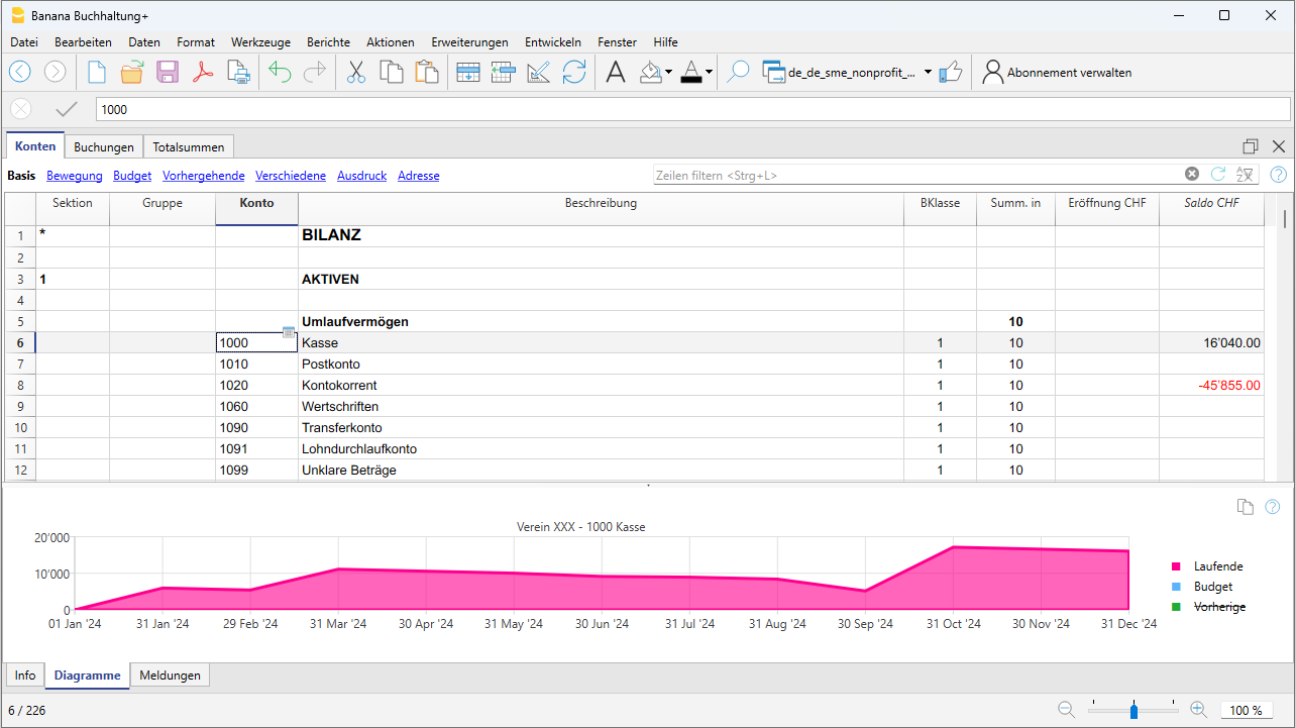 Banana Buchhaltung+
Datei Bearbeiten Daten Format Werkzeuge Berichte Aktionen Erweiterungen Entwickeln Fenster Hilfe
de_de_sme_nonprofit_... Abonnement verwalten
1000
Konten Buchungen Totalsummen
Basis Bewegung Budget Vorhergehende Verschiedene Ausdruck Adresse Zeilen filtern <Strg+L>
Sektion Gruppe Konto Beschreibung BKlasse Summ. in Eröffnung CHF Saldo CHF
1 * BILANZ
2
3 1 AKTIVEN
4
5 Umlaufvermögen 10
6 1000 Kasse 1 10 16'040.00
7 1010 Postkonto 1 10
8 1020 Kontokorrent 1 10 -45'855.00
9 1060 Wertschriften 1 10
10 1090 Transferkonto 1 10
11 1091 Lohndurchlaufkonto 1 10
12 1099 Unklare Beträge 1 10
Verein XXX - 1000 Kasse
20'000
10'000
0
01 Jan '24 31 Jan '24 29 Feb '24 31 Mar '24 30 Apr '24 31 May '24 30 Jun '24 31 Jul '24 31 Aug '24 30 Sep '24 31 Oct '24 30 Nov '24 31 Dec '24
Laufende
Budget
Vorherige
Info Diagramme Meldungen
6 / 226 100 %